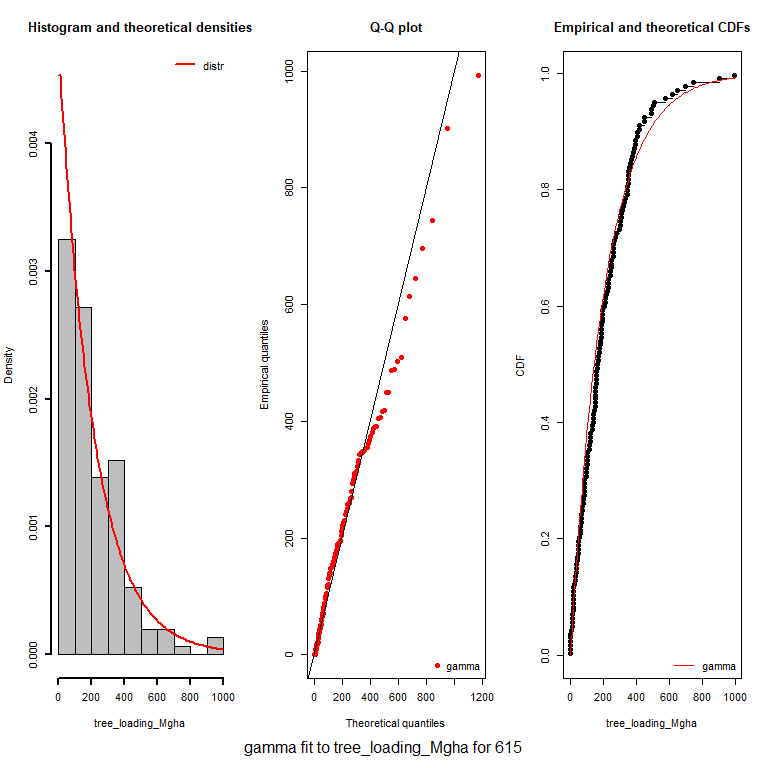 Histogram and theoretical densities
distr
Density
0.000
0.001
0.002
0.003
0.004
0 200 400 600 800 1000
tree_loading_Mgha
Q-Q plot
Empirical quantiles
0
200
400
600
800
1000
gamma
0 200 400 600 800 1200
Theoretical quantiles
Empirical and theoretical CDFs
CDF
0.0
0.2
0.4
0.6
0.8
1.0
gamma
0 200 400 600 800 1000
tree_loading_Mgha
gamma fit to tree_loading_Mgha for 615